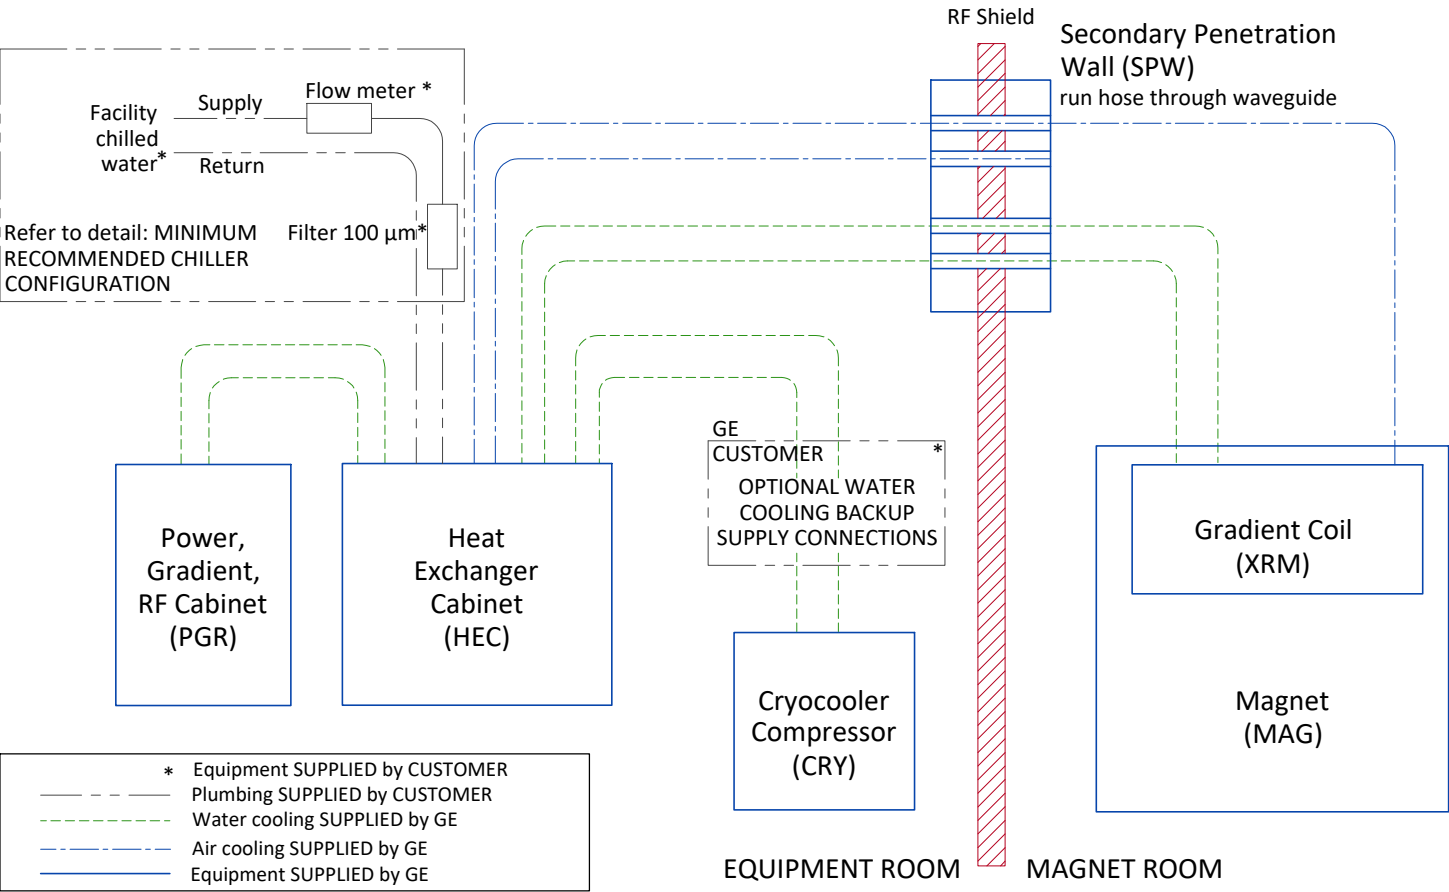 RF Shield
Secondary Penetration
Wall (SPW)
run hose through waveguide
Flow meter *
Supply
Facility
chilled
water*
Return
Refer to detail: MINIMUM
RECOMMENDED CHILLER
CONFIGURATION
Filter 100 µm*
GE
CUSTOMER *
OPTIONAL WATER
COOLING BACKUP
SUPPLY CONNECTIONS
Power,
Gradient,
RF Cabinet
(PGR)
Heat
Exchanger
Cabinet
(HEC)
Gradient Coil
(XRM)
Cryocooler
Compressor
(CRY)
Magnet
(MAG)
* Equipment SUPPLIED by CUSTOMER
Plumbing SUPPLIED by CUSTOMER
Water cooling SUPPLIED by GE
Air cooling SUPPLIED by GE
Equipment SUPPLIED by GE
EQUIPMENT ROOM
MAGNET ROOM